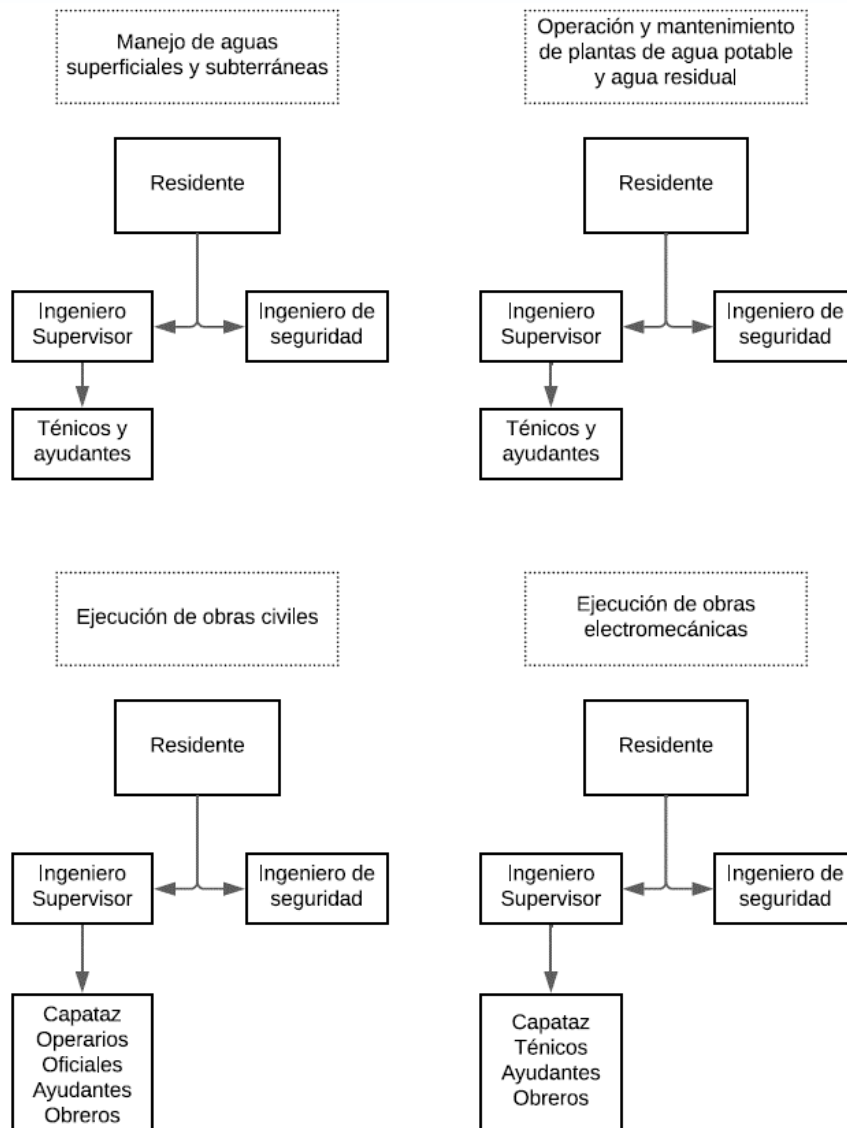 Manejo de aguas
superficiales y subterráneas
Operación y mantenimiento
de plantas de agua potable
y agua residual
Residente
Residente
Ingeniero
Supervisor
Ingeniero de
seguridad
Ingeniero
Supervisor
Ingeniero de
seguridad
Ténicos y
ayudantes
Ténicos y
ayudantes
Ejecución de obras civiles
Ejecución de obras
electromecánicas
Residente
Residente
Ingeniero
Supervisor
Ingeniero de
seguridad
Ingeniero
Supervisor
Ingeniero de
seguridad
Capataz
Operarios
Oficiales
Ayudantes
Obreros
Capataz
Ténicos
Ayudantes
Obreros